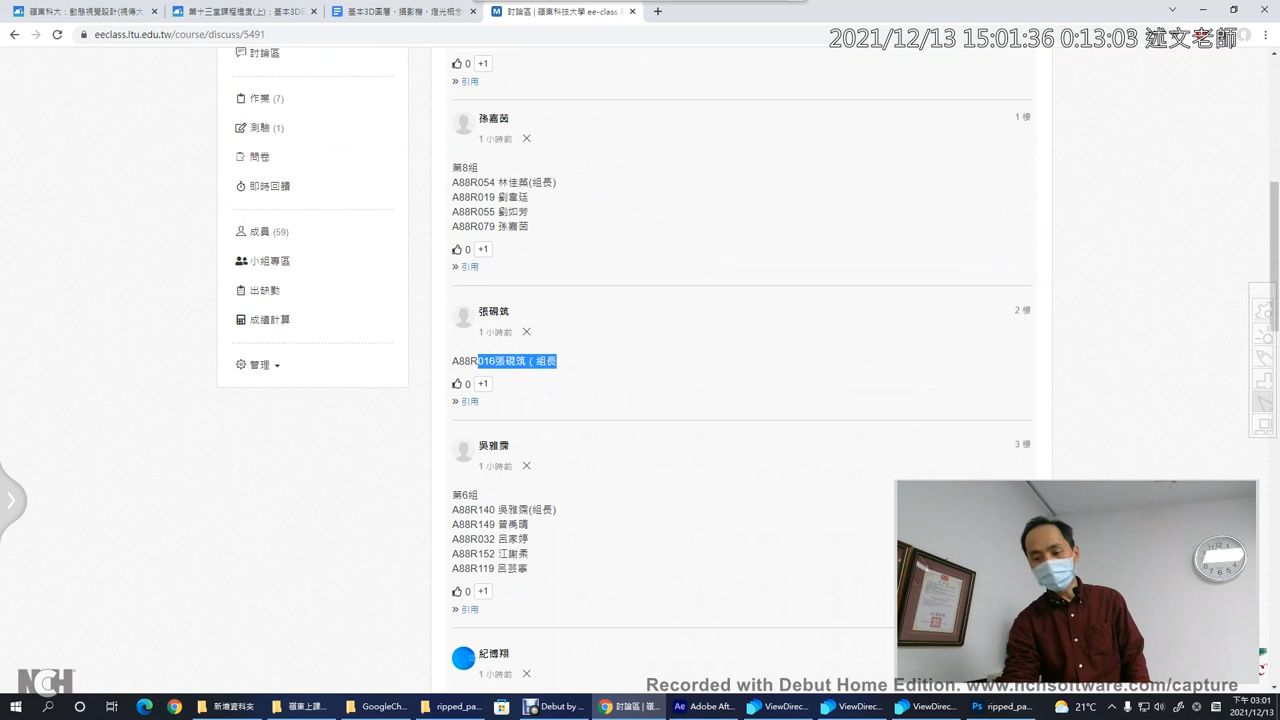 嶺東科大：動態視覺設計(視傳大
第十三堂課程進度(上)：基本3D圖
基本3D圖層、攝影機、燈光概念
討論區 | 嶺東科技大學 ee-class
eeclass.ltu.edu.tw/course/discuss/5491
2021/12/13 15:01:36 0:13:03 述文老師
討論區
作業 (7)
測驗 (1)
問卷
即時回饋
成員 (59)
小組專區
出缺勤
成績計算
管理
0 +1
» 引用
孫嘉茵
1 樓
1 小時前
第8組
A88R054 林佳縈(組長)
A88R019 劉韋廷
A88R055 劉如芳
A88R079 孫嘉茵
0 +1
» 引用
張硯筑
2 樓
1 小時前
A88R016張硯筑（組長
0 +1
» 引用
吳雅霈
3 樓
1 小時前
第6組
A88R140 吳雅霈(組長)
A88R149 曾禹晴
A88R032 呂家婷
A88R152 江謝柔
A88R119 呂芸寧
0 +1
» 引用
紀博翔
1 小時前
NCH
Recorded with Debut Home Edition. www.nchsoftware.com/capture
新增資料夾
嶺東上課...
GoogleCh...
ripped_pa...
Debut by ...
討論區 | 嶺...
Adobe Aft...
ViewDirec...
ViewDirec...
ViewDirec...
ripped_pa...
21°C
下午 03:01
2021/12/13